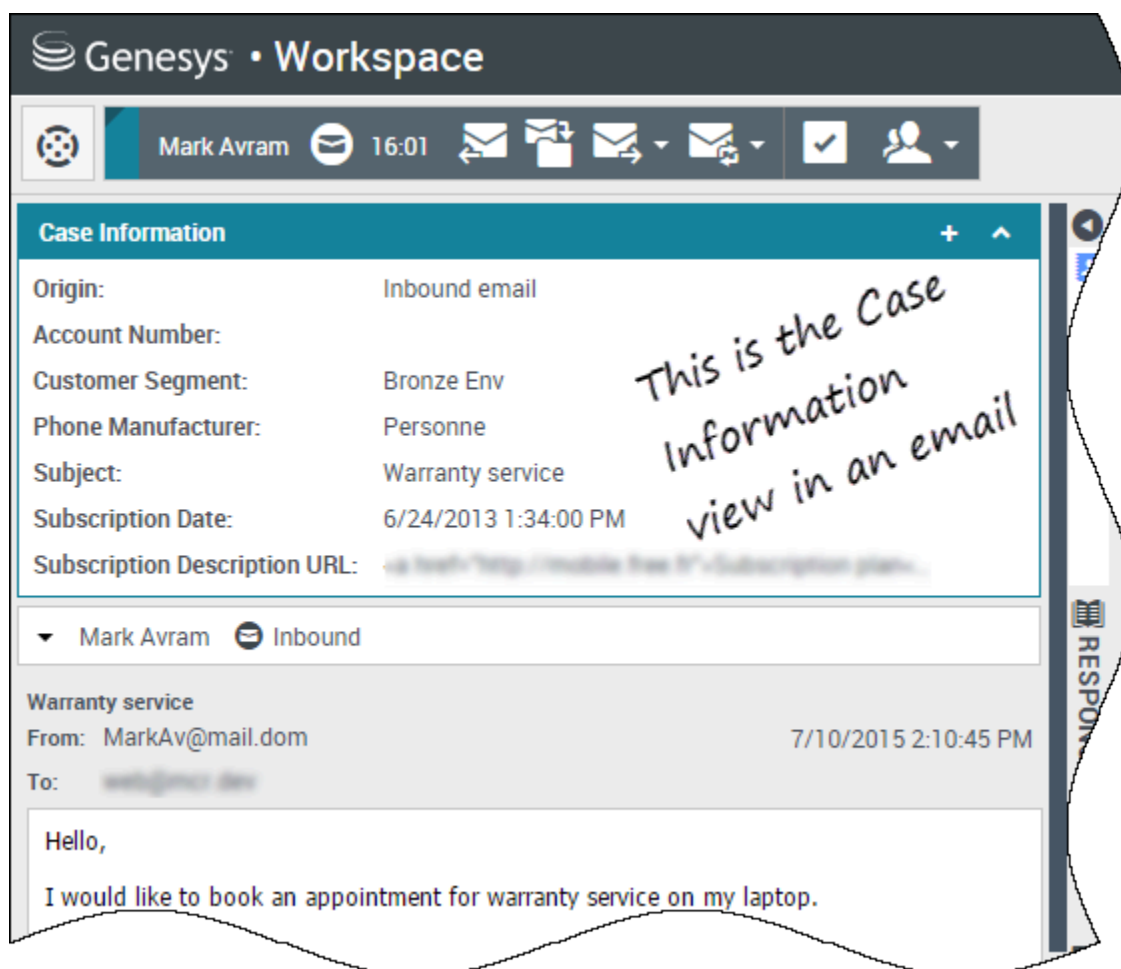 Genesys • Workspace
Mark Avram 16:01
Case Information
Origin: Inbound email
Account Number:
Customer Segment: Bronze Env
Phone Manufacturer: Personne
Subject: Warranty service
Subscription Date: 6/24/2013 1:34:00 PM
Subscription Description URL:
This is the Case
Information
view in an email
Mark Avram Inbound
Warranty service
From: MarkAv@mail.dom 7/10/2015 2:10:45 PM
To:
Hello,
I would like to book an appointment for warranty service on my laptop.